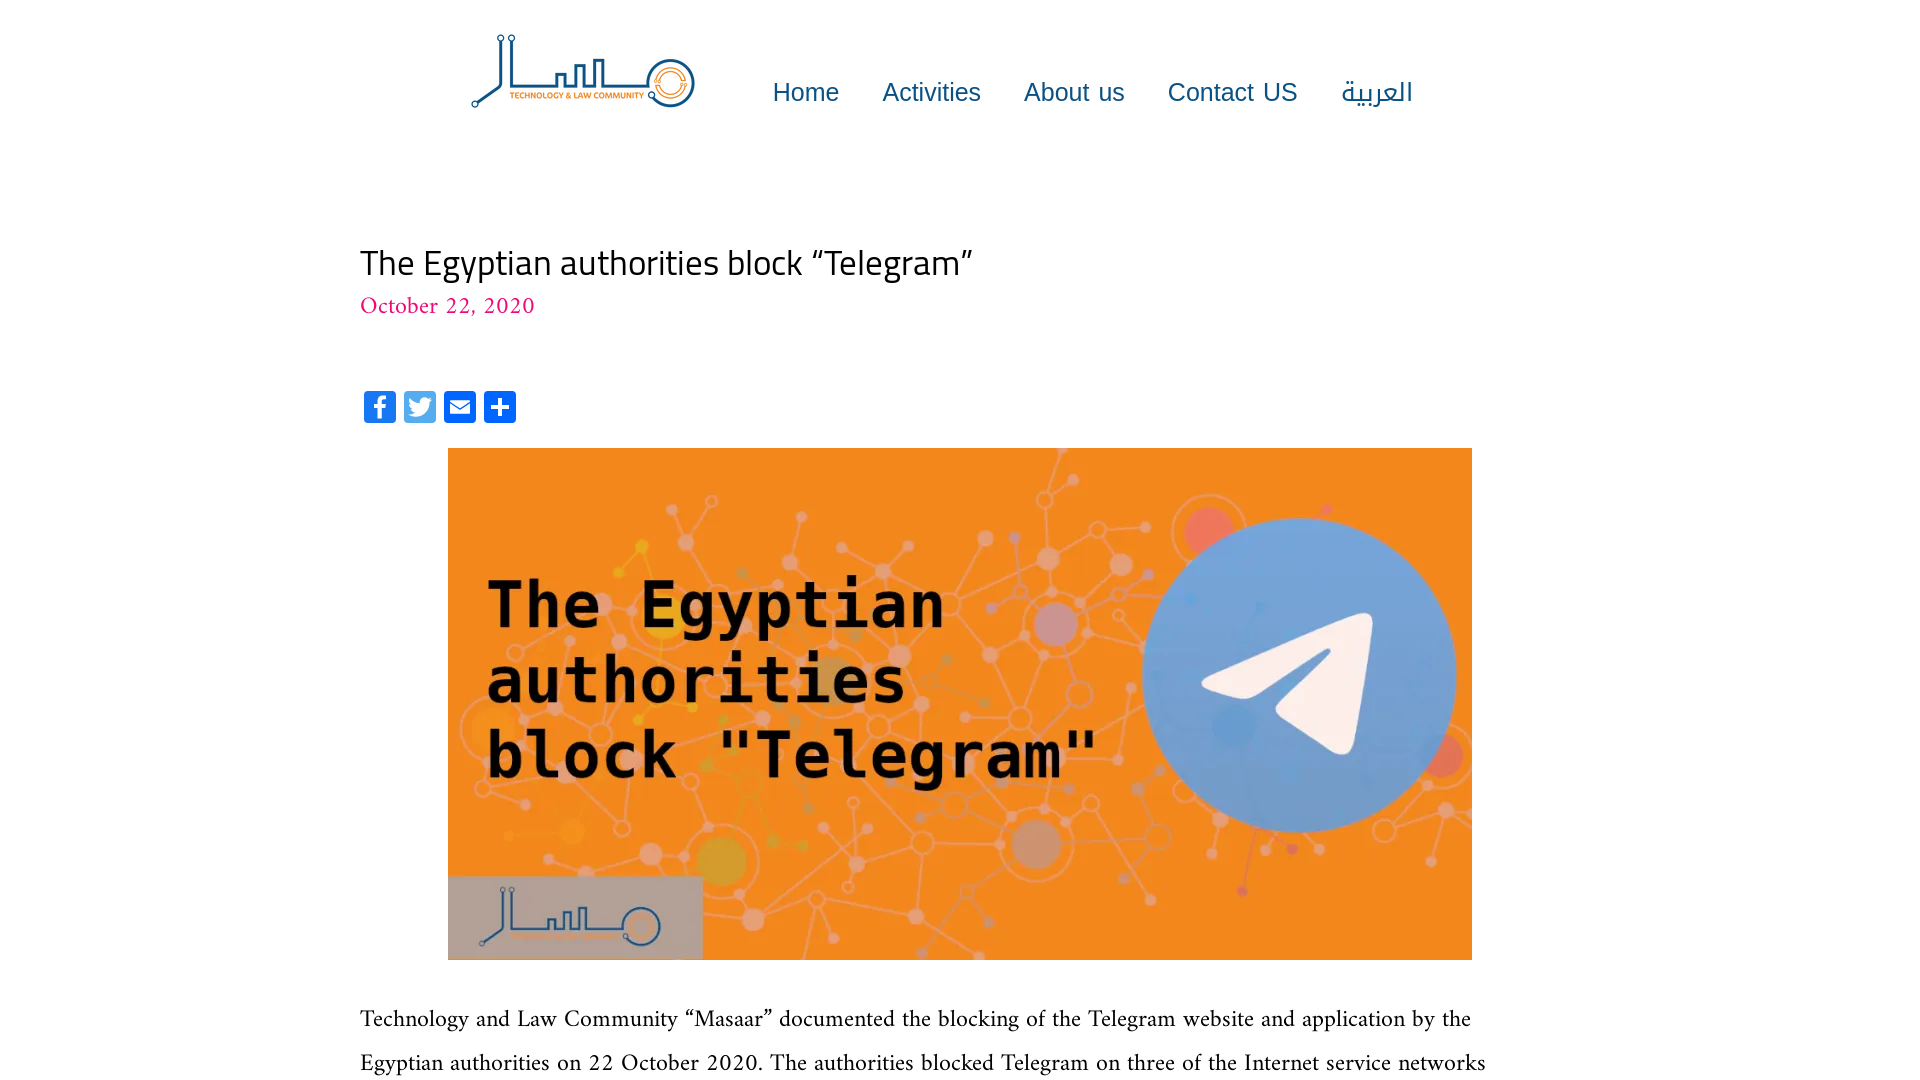 مسار
TECHNOLOGY & LAW COMMUNITY
Home Activities About us Contact US العربية
The Egyptian authorities block “Telegram”
October 22, 2020
The Egyptian
authorities
block "Telegram"
مسار
Technology and Law Community “Masaar” documented the blocking of the Telegram website and application by the
Egyptian authorities on 22 October 2020. The authorities blocked Telegram on three of the Internet service networks